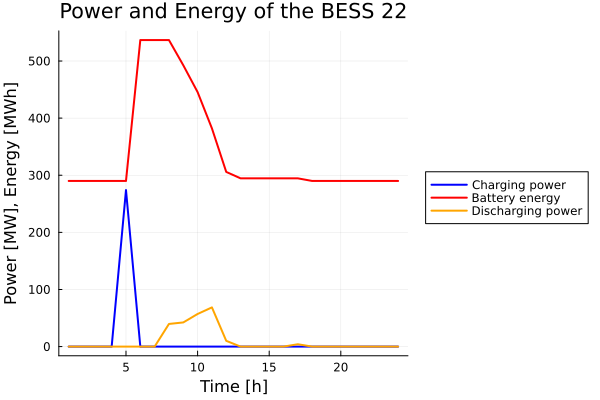 Power and Energy of the BESS 22
Power [MW], Energy [MWh]
500
400
300
200
100
0
5
10
15
20
Time [h]
Charging power
Battery energy
Discharging power